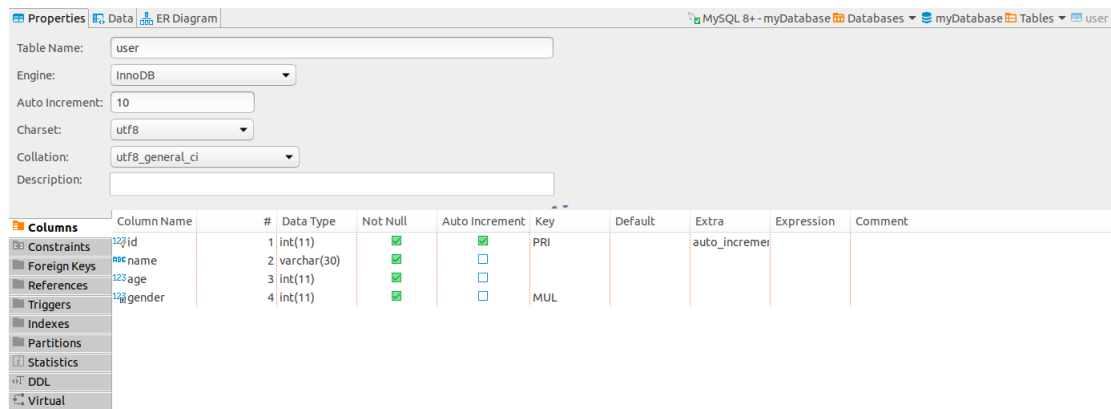 Properties Data ER Diagram MySQL 8+ - myDatabase Databases myDatabase Tables user
Table Name: user
Engine: InnoDB
Auto Increment: 10
Charset: utf8
Collation: utf8_general_ci
Description:
Columns
Constraints
Foreign Keys
References
Triggers
Indexes
Partitions
Statistics
DDL
Virtual
Column Name # Data Type Not Null Auto Increment Key Default Extra Expression Comment
123 id 1 int(11) PRI auto_incremen
ABC name 2 varchar(30)
123 age 3 int(11)
123 gender 4 int(11) MUL